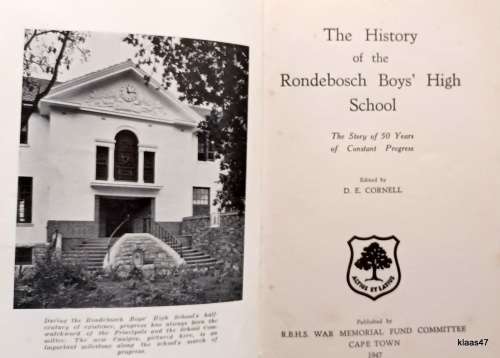 During the Rondebosch Boys' High School's half-
century of existence, progress has always been the
watchword of the Principals and the School Com-
mittee. The new Foulger, pictured here, is an
important milestone along the school's march of
progress.
The History
of the
Rondebosch Boys' High
School
The Story of 50 Years
of Constant Progress
Edited by
D. E. CORNELL
ALTIUS ET LATIUS
Published by
R.B.H.S. WAR MEMORIAL FUND COMMITTEE
CAPE TOWN
1947
klaas47